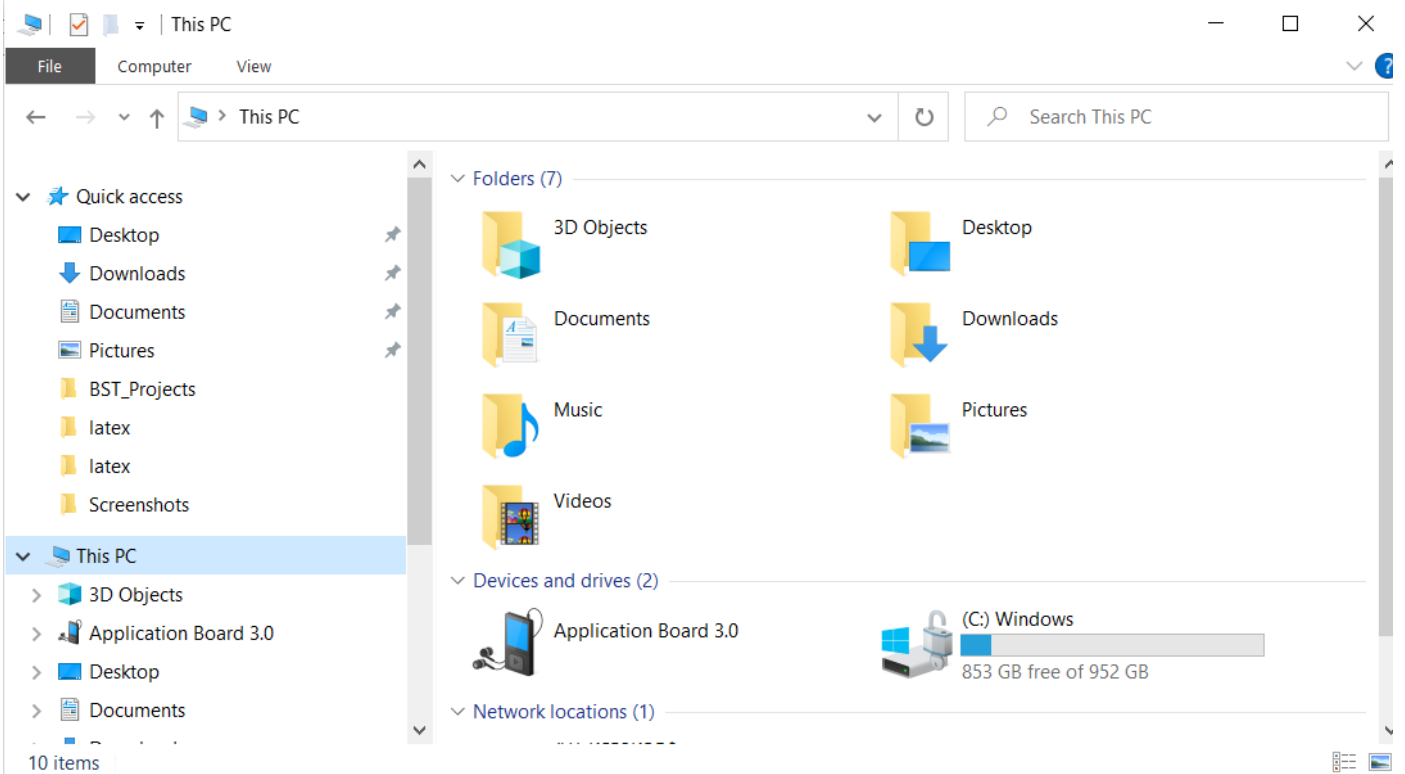 This PC
File Computer View
This PC
Search This PC
Quick access
Desktop
Downloads
Documents
Pictures
BST_Projects
latex
latex
Screenshots
This PC
3D Objects
Application Board 3.0
Desktop
Documents
Folders (7)
3D Objects
Desktop
Documents
Downloads
Music
Pictures
Videos
Devices and drives (2)
Application Board 3.0
(C:) Windows
853 GB free of 952 GB
Network locations (1)
10 items